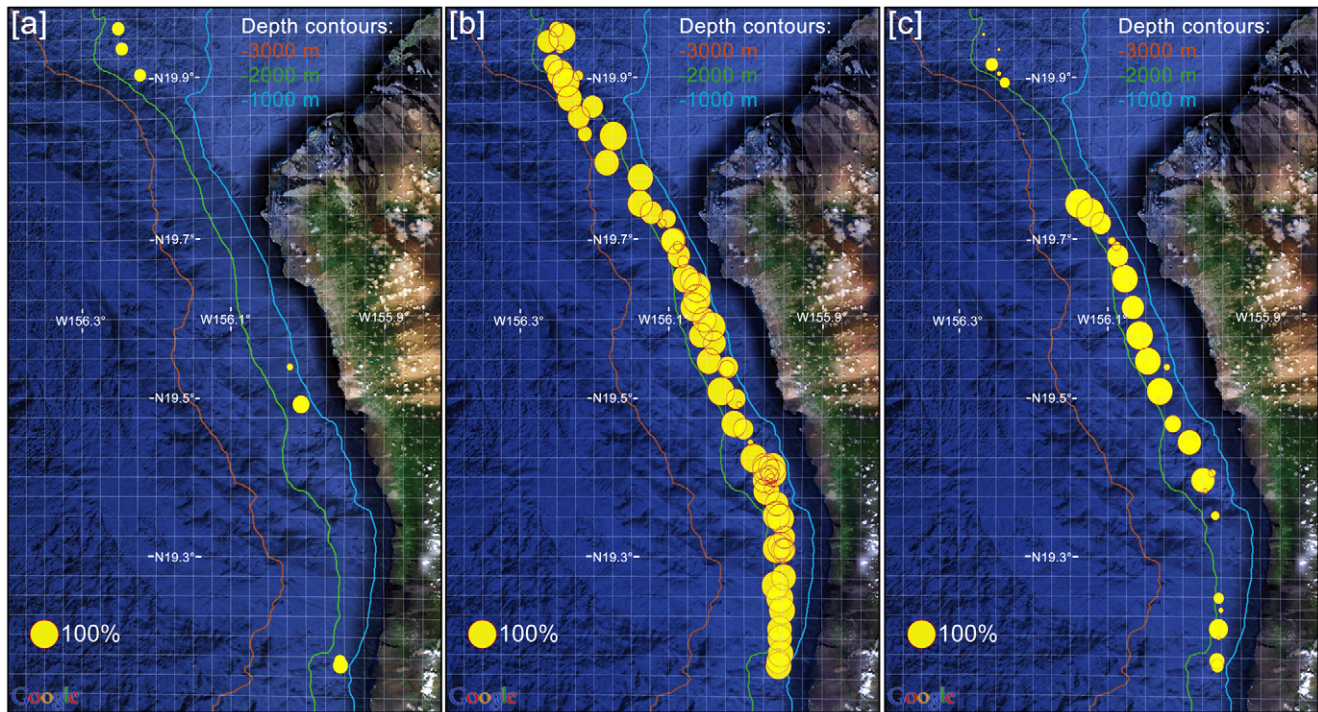 [a]
Depth contours:
-3000 m
-2000 m
-1000 m
-N19.9°
-N19.7°
W156.3°
W156.1°
W155.9°
-N19.5°
-N19.3°
100%
Google
[b]
Depth contours:
-3000 m
-2000 m
-1000 m
-N19.9°
-N19.7°
W156.3°
W156.1°
W155.9°
-N19.5°
-N19.3°
100%
Google
[c]
Depth contours:
-3000 m
-2000 m
-1000 m
-N19.9°
-N19.7°
W156.3°
W156.1°
W155.9°
-N19.5°
-N19.3°
100%
Google